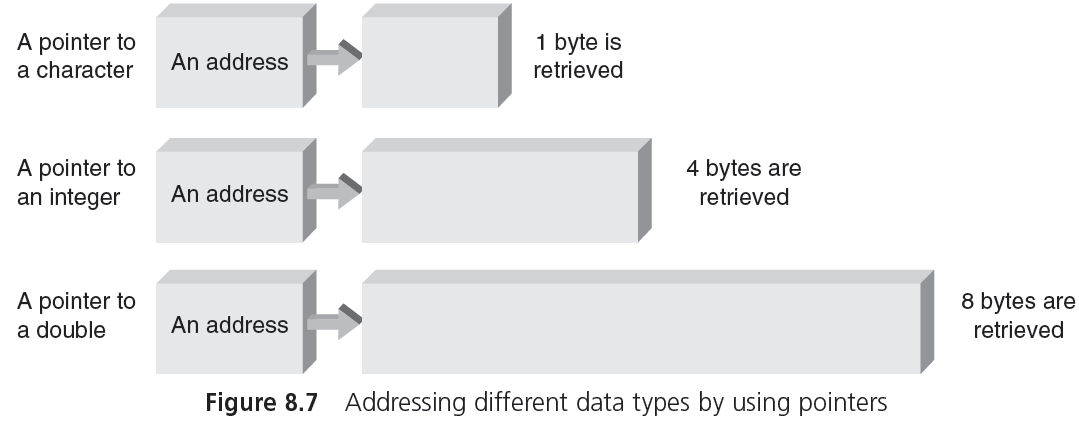 A pointer to
a character
An address
1 byte is
retrieved
A pointer to
an integer
An address
4 bytes are
retrieved
A pointer to
a double
An address
8 bytes are
retrieved
Figure 8.7 Addressing different data types by using pointers